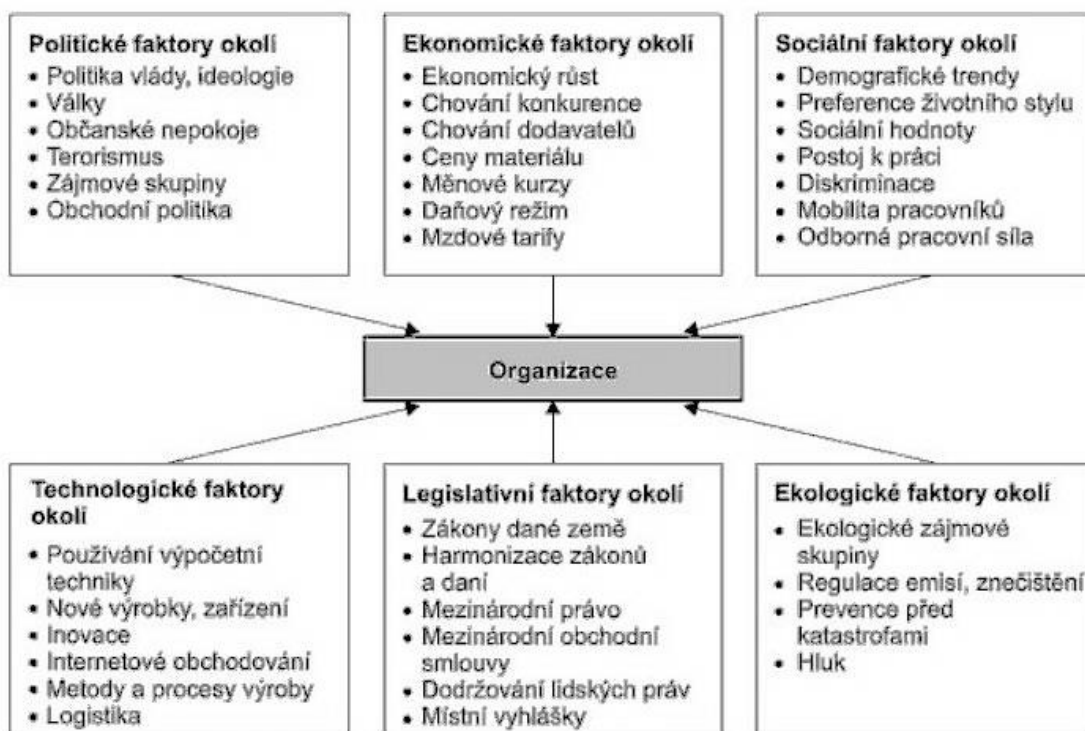 Politické faktory okolí
• Politika vlády, ideologie
• Války
• Občanské nepokoje
• Terorismus
• Zájmové skupiny
• Obchodní politika
Ekonomické faktory okolí
• Ekonomický růst
• Chování konkurence
• Chování dodavatelů
• Ceny materiálu
• Měnové kurzy
• Daňový režim
• Mzdové tarify
Sociální faktory okolí
• Demografické trendy
• Preference životního stylu
• Sociální hodnoty
• Postoj k práci
• Diskriminace
• Mobilita pracovníků
• Odborná pracovní síla
Organizace
Technologické faktory
okolí
• Používání výpočetní
techniky
• Nové výrobky, zařízení
• Inovace
• Internetové obchodování
• Metody a procesy výroby
• Logistika
Legislativní faktory okolí
• Zákony dané země
• Harmonizace zákonů
a daní
• Mezinárodní právo
• Mezinárodní obchodní
smlouvy
• Dodržování lidských práv
• Místní vyhlášky
Ekologické faktory okolí
• Ekologické zájmové
skupiny
• Regulace emisí, znečištění
• Prevence před
katastrofami
• Hluk